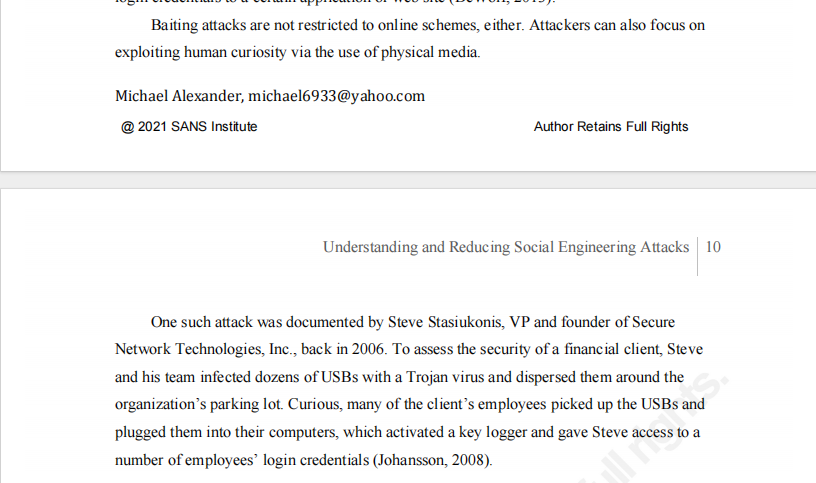 Baiting attacks are not restricted to online schemes, either. Attackers can also focus on
exploiting human curiosity via the use of physical media.
Michael Alexander, michael6933@yahoo.com
@ 2021 SANS Institute Author Retains Full Rights
Understanding and Reducing Social Engineering Attacks 10
One such attack was documented by Steve Stasiukonis, VP and founder of Secure
Network Technologies, Inc., back in 2006. To assess the security of a financial client, Steve
and his team infected dozens of USBs with a Trojan virus and dispersed them around the
organization's parking lot. Curious, many of the client's employees picked up the USBs and
plugged them into their computers, which activated a key logger and gave Steve access to a
number of employees' login credentials (Johansson, 2008).
full rights.